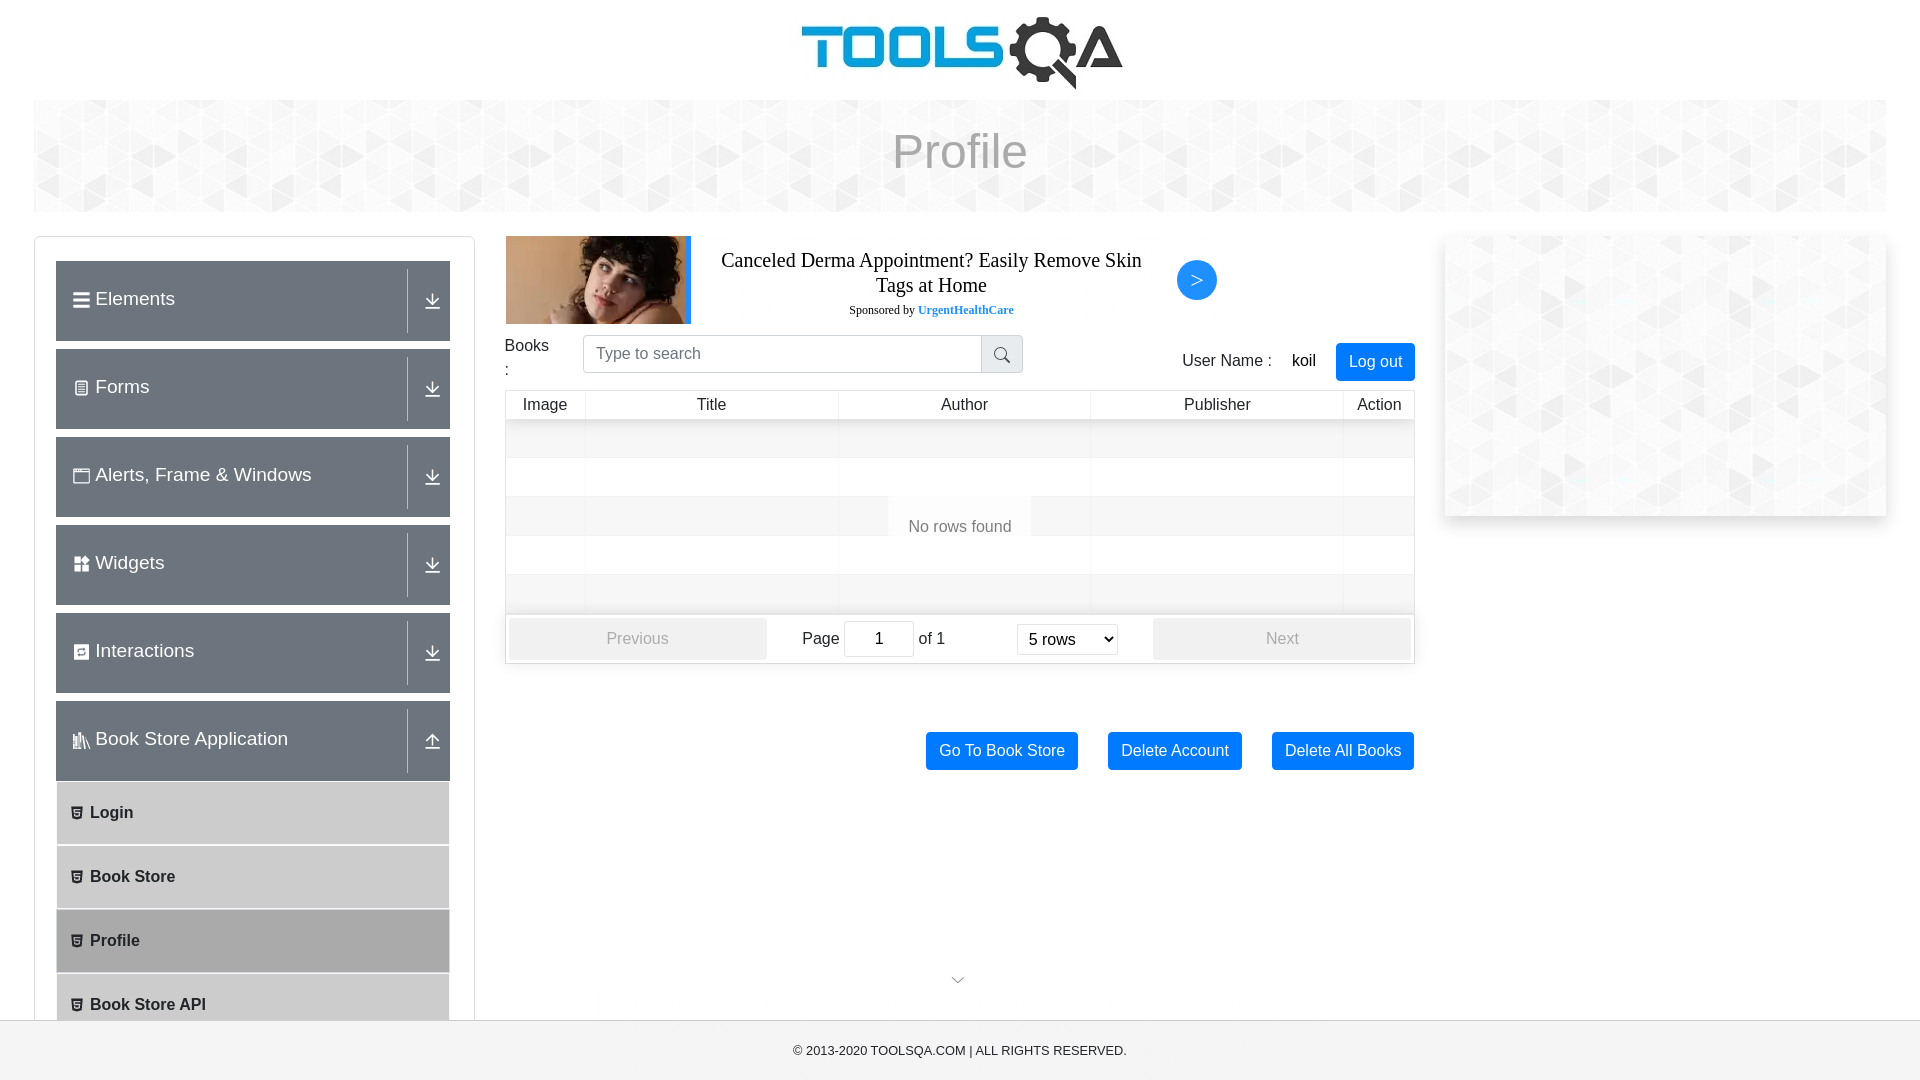 TOOLSQA
Profile
Elements
Forms
Alerts, Frame & Windows
Widgets
Interactions
Book Store Application
Login
Book Store
Profile
Book Store API
Canceled Derma Appointment? Easily Remove Skin
Tags at Home
Sponsored by UrgentHealthCare
>
Books
:
Type to search
User Name : koil Log out
Image Title Author Publisher Action
No rows found
Previous Page 1 of 1 5 rows Next
Go To Book Store Delete Account Delete All Books
© 2013-2020 TOOLSQA.COM | ALL RIGHTS RESERVED.